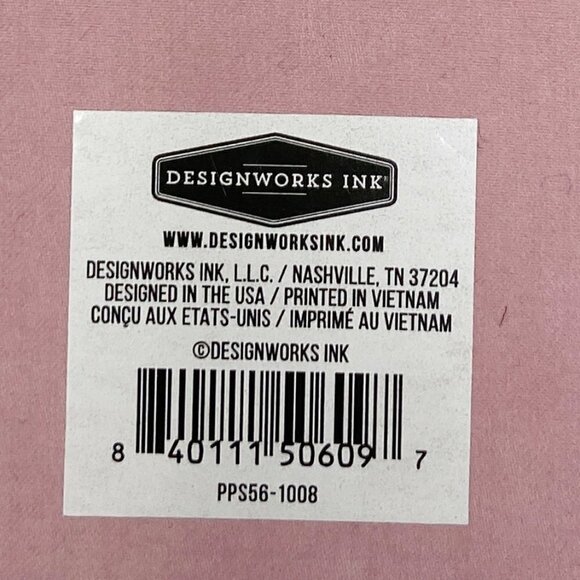 DESIGNWORKS INK®
WWW.DESIGNWORKSINK.COM
DESIGNWORKS INK, L.L.C. / NASHVILLE, TN 37204
DESIGNED IN THE USA / PRINTED IN VIETNAM
CONÇU AUX ETATS-UNIS / IMPRIMÉ AU VIETNAM
©DESIGNWORKS INK
8 40111 50609 7
PPS56-1008